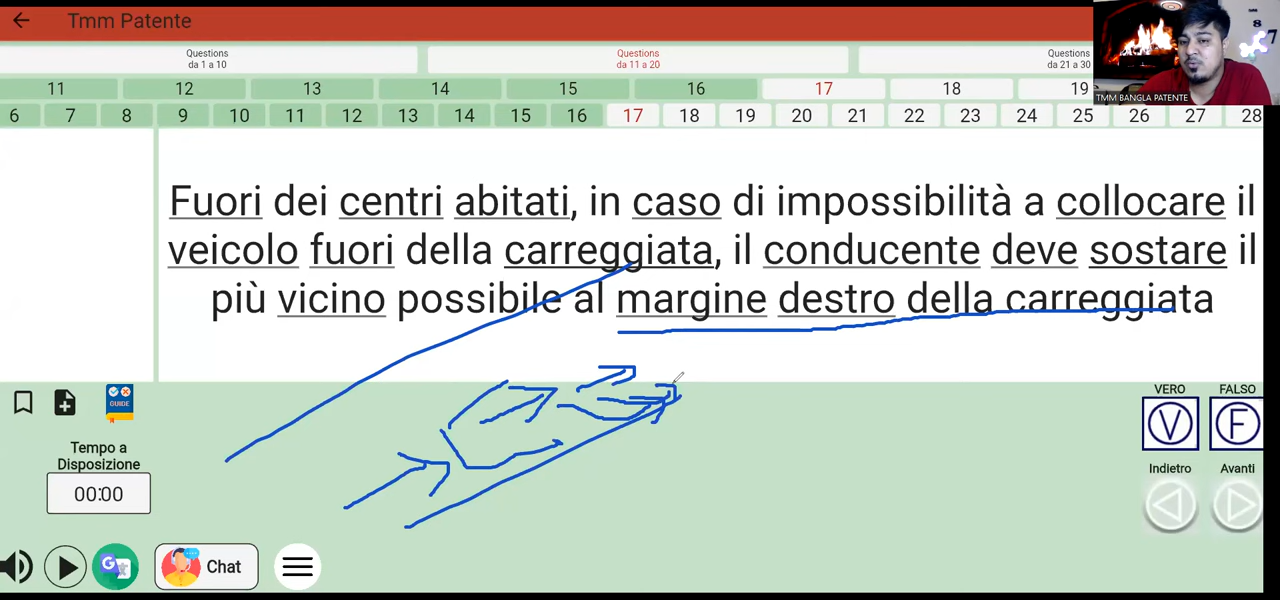 Tmm Patente
Questions
da 1 a 10
Questions
da 11 a 20
Questions
da 21 a 30
11 12 13 14 15 16 17 18 19
6 7 8 9 10 11 12 13 14 15 16 17 18 19 20 21 22 23 24 25 26 27 28
TMM BANGLA PATENTE
Fuori dei centri abitati, in caso di impossibilità a collocare il
veicolo fuori della carreggiata, il conducente deve sostare il
più vicino possibile al margine destro della carreggiata
GUIDE
Tempo a
Disposizione
00:00
VERO FALSO
V F
Indietro Avanti
Chat